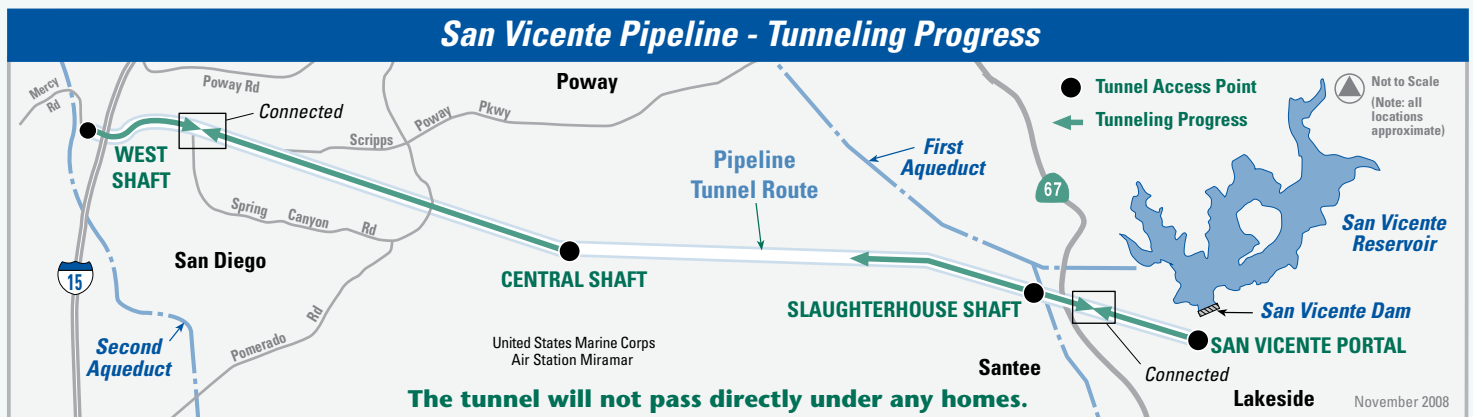 San Vicente Pipeline - Tunneling Progress
Mercy
Rd
Poway Rd
Poway
Tunnel Access Point
Tunneling Progress
Not to Scale
(Note: all
locations
approximate)
Connected
Scripps
Poway
Pkwy
WEST
SHAFT
Pipeline
Tunnel Route
First
Aqueduct
67
Spring
Canyon
Rd
San Vicente
Reservoir
San Diego
15
CENTRAL SHAFT
SLAUGHTERHOUSE SHAFT
San Vicente Dam
Second
Aqueduct
Pomerado
Rd
United States Marine Corps
Air Station Miramar
SAN VICENTE PORTAL
Santee
Connected
The tunnel will not pass directly under any homes.
Lakeside
November 2008